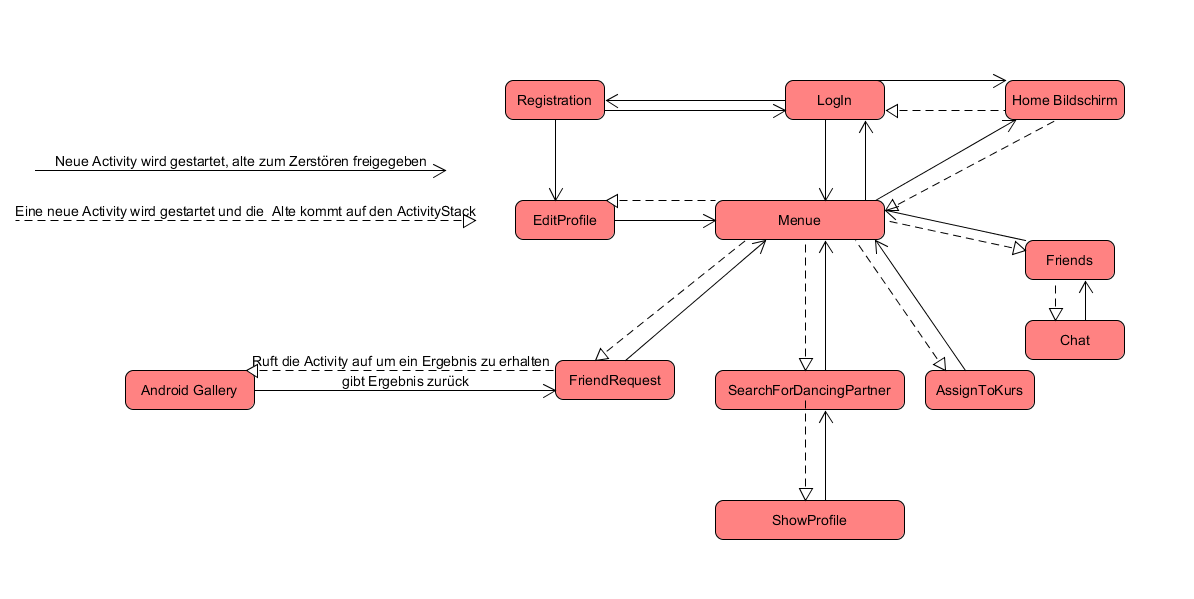 Registration
LogIn
Home Bildschirm
Neue Activity wird gestartet, alte zum Zerstören freigegeben
Eine neue Activity wird gestartet und die  Alte kommt auf den ActivityStack
EditProfile
Menue
Friends
Chat
Ruft die Activity auf um ein Ergebnis zu erhalten
gibt Ergebnis zurück
Android Gallery
FriendRequest
SearchForDancingPartner
AssignToKurs
ShowProfile